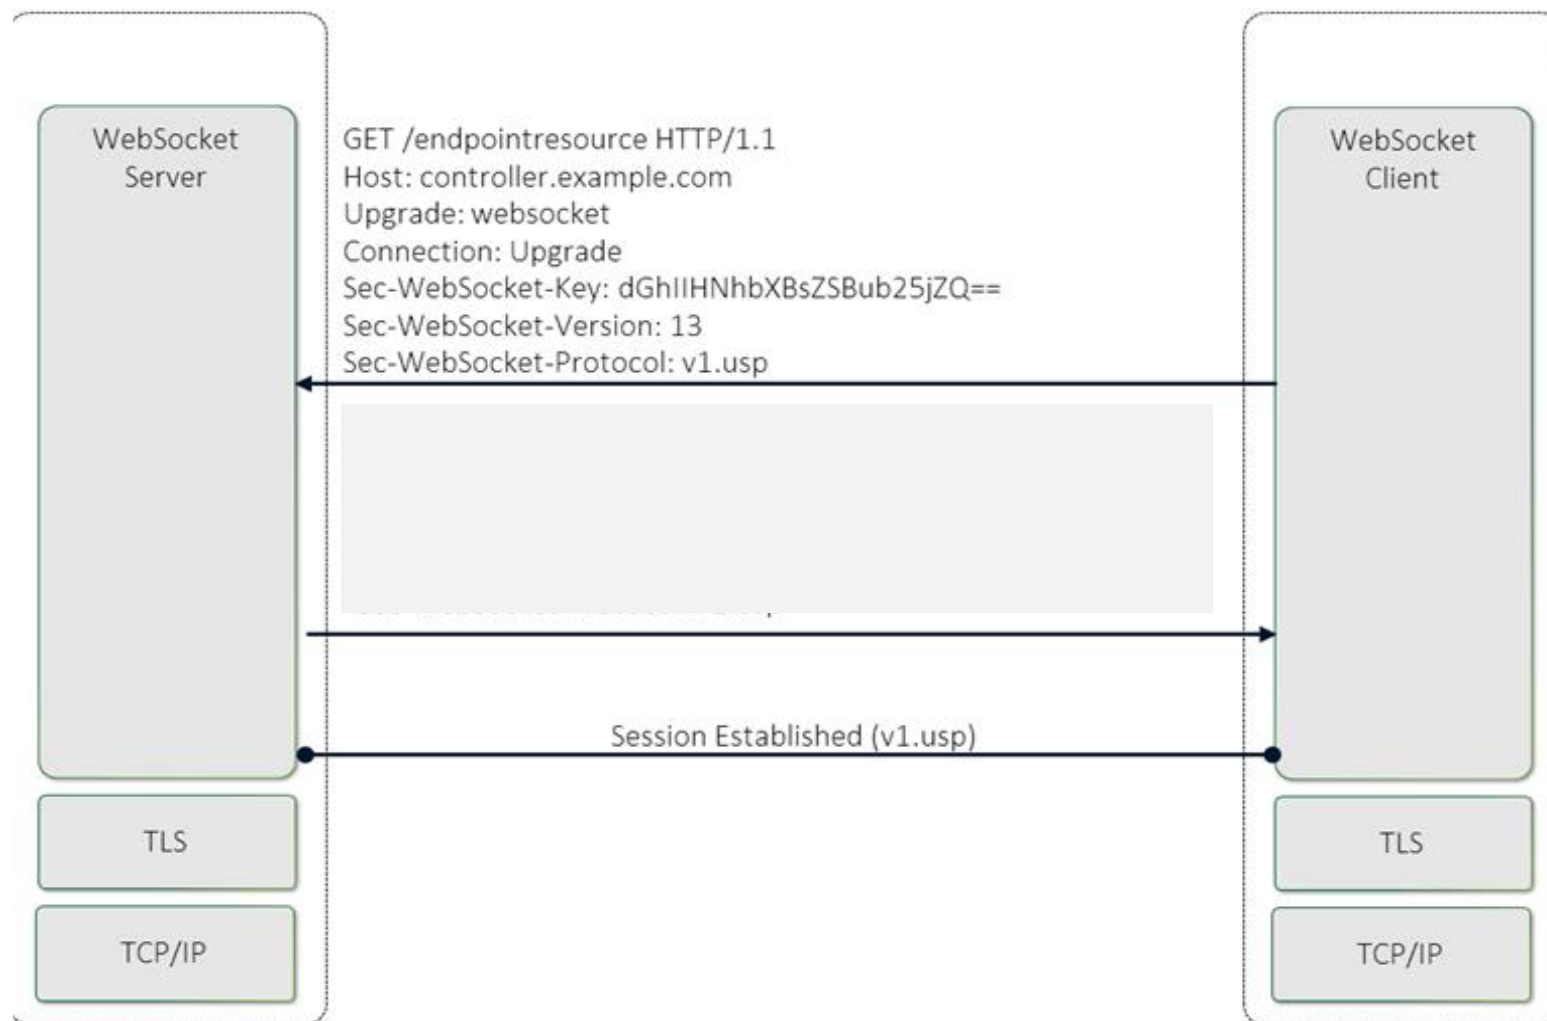 WebSocket
Server
GET /endpointresource HTTP/1.1
Host: controller.example.com
Upgrade: websocket
Connection: Upgrade
Sec-WebSocket-Key: dGhIIHNhbXBsZSBub25jZQ==
Sec-WebSocket-Version: 13
Sec-WebSocket-Protocol: v1.usp
WebSocket
Client
Session Established (v1.usp)
TLS
TLS
TCP/IP
TCP/IP